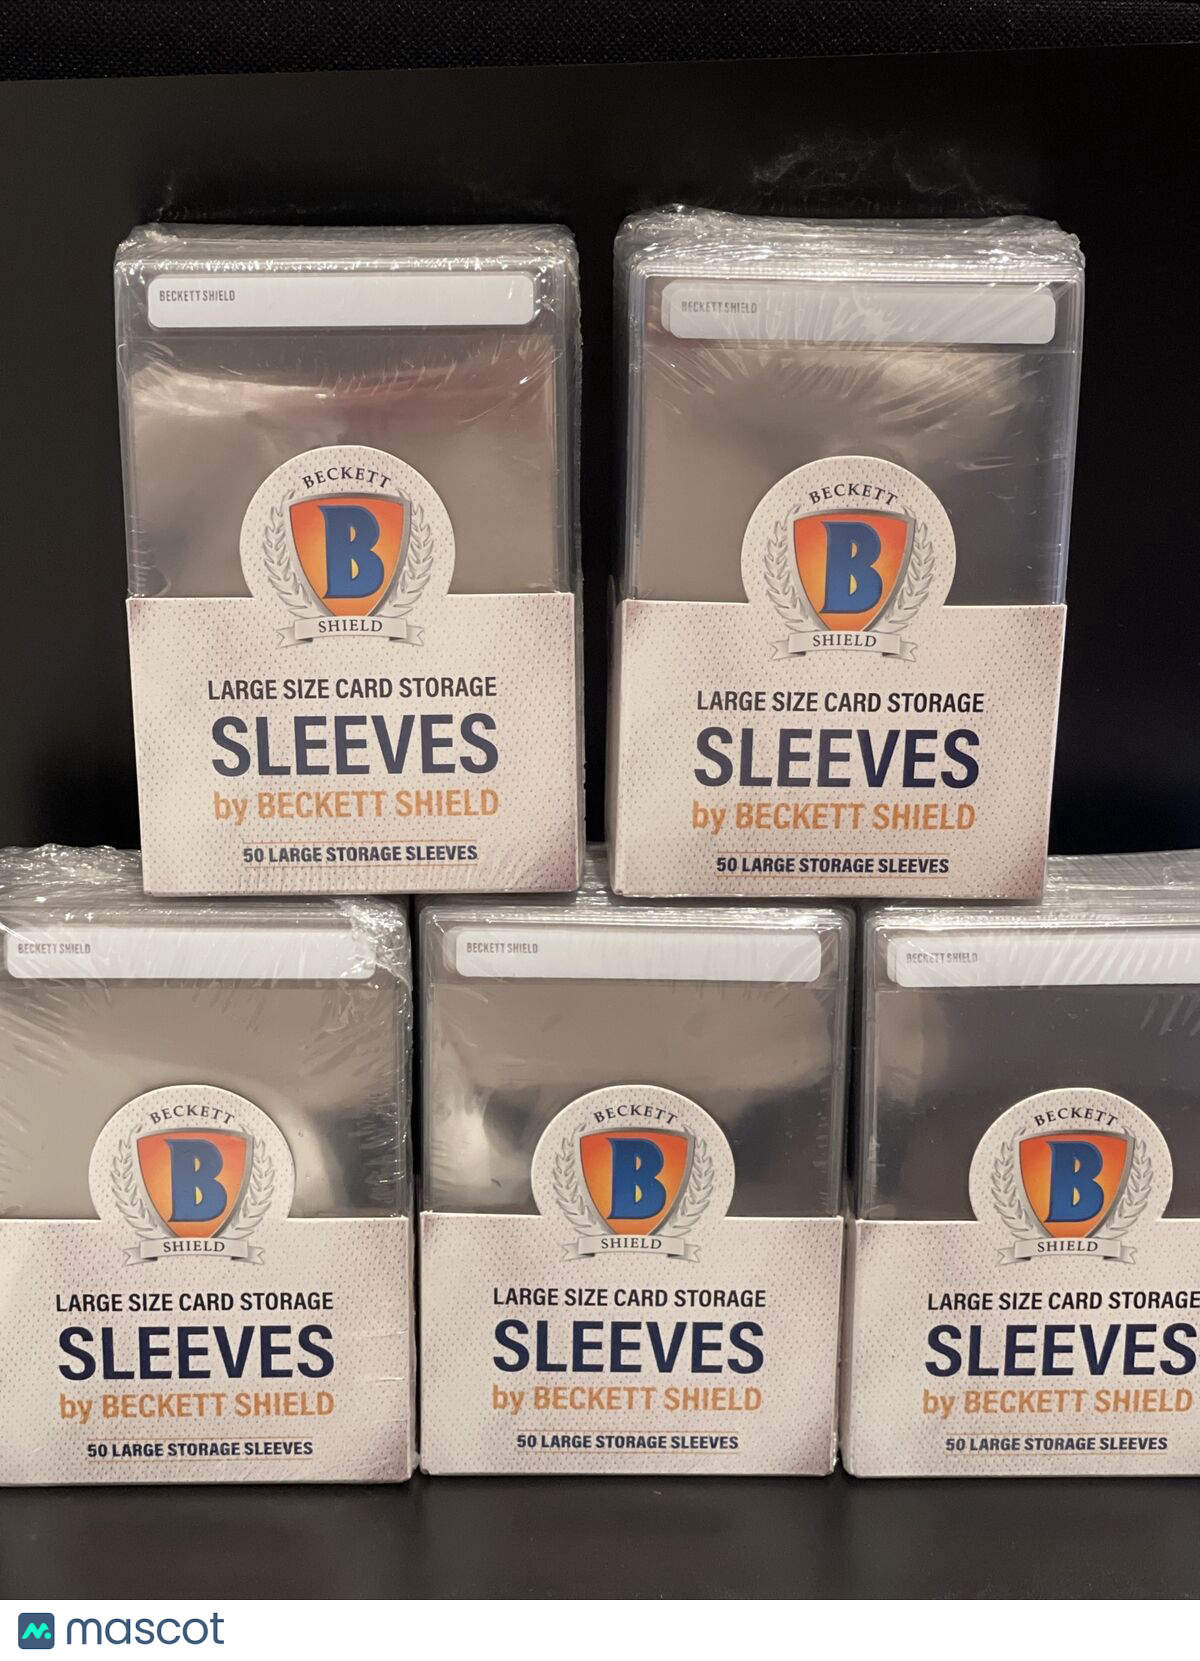 BECKETT SHIELD
BECKETT
B
SHIELD
LARGE SIZE CARD STORAGE
SLEEVES
by BECKETT SHIELD
50 LARGE STORAGE SLEEVES
BECKETT SHIELD
BECKETT
B
SHIELD
LARGE SIZE CARD STORAGE
SLEEVES
by BECKETT SHIELD
50 LARGE STORAGE SLEEVES
BECKETT SHIELD
BECKETT
B
SHIELD
LARGE SIZE CARD STORAGE
SLEEVES
by BECKETT SHIELD
50 LARGE STORAGE SLEEVES
BECKETT SHIELD
BECKETT
B
SHIELD
LARGE SIZE CARD STORAGE
SLEEVES
by BECKETT SHIELD
50 LARGE STORAGE SLEEVES
BECKETT SHIELD
BECKETT
B
SHIELD
LARGE SIZE CARD STORAGE
SLEEVES
by BECKETT SHIELD
50 LARGE STORAGE SLEEVES
mascot